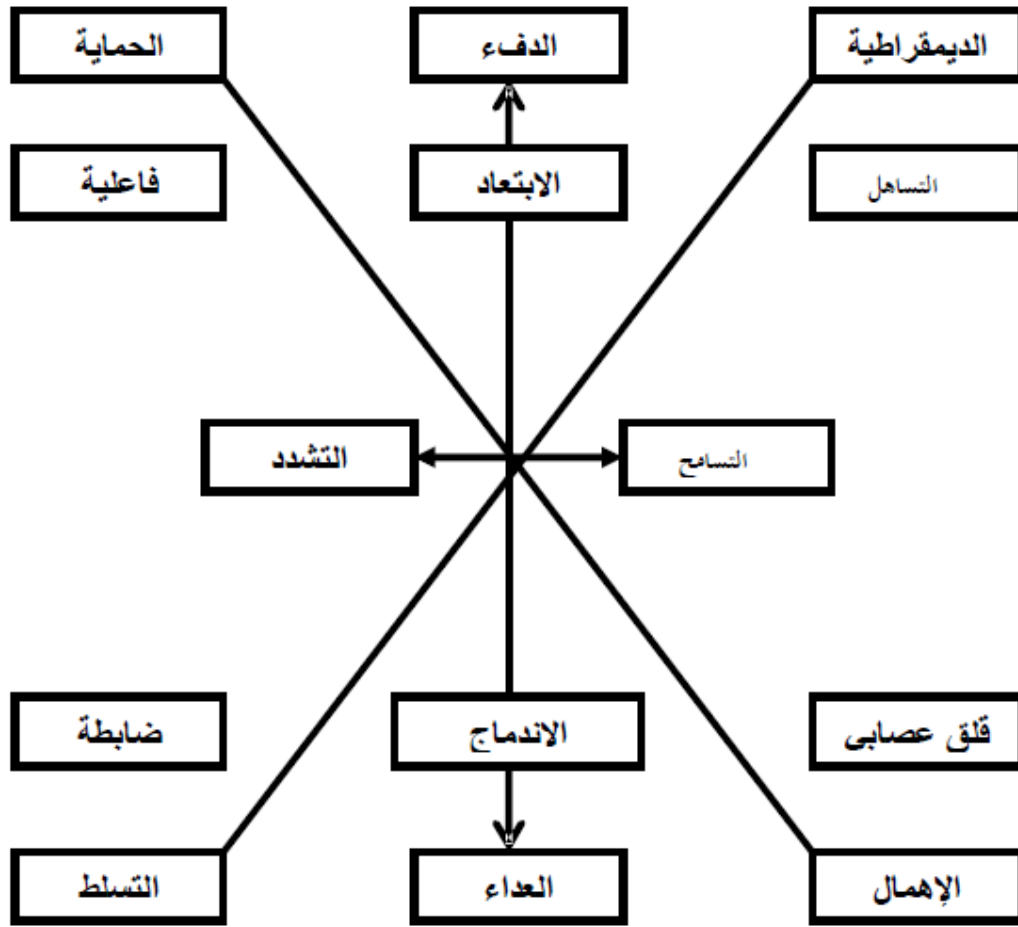 الديمقراطية
الدفء
الحماية
التساهل
الابتعاد
فاعلية
التسامح
التشدد
قلق عصابى
الاندماج
ضابطة
الإهمال
العداء
التسلط